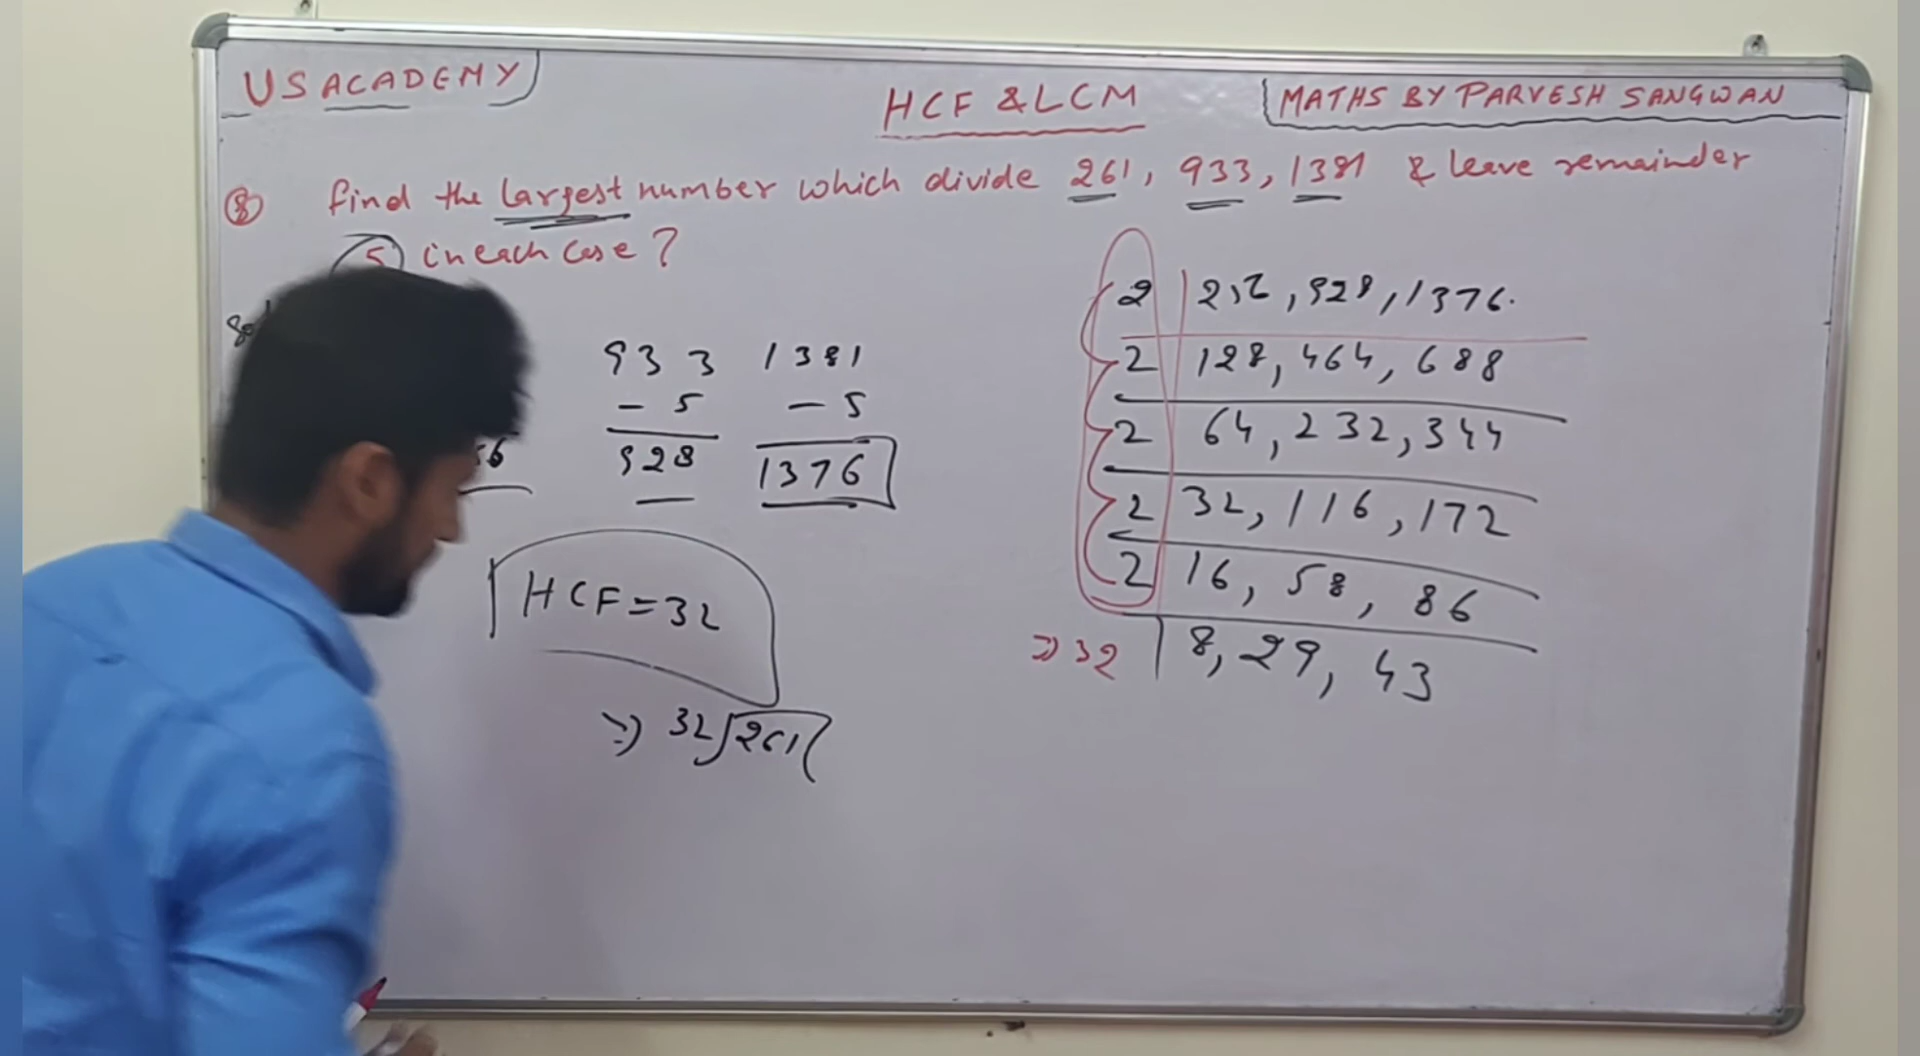 US ACADEMY
HCF & LCM
MATHS BY PARVESH SANGWAN
Q find the largest number which divide 261, 933, 1381 & leave remainder
5 in each case ?
933 1381
- 5 - 5
56 928 1376
HCF = 32
=) 32 261
2 , 928, 1376.
2 128, 464, 688
2 64, 232, 344
2 32, 116, 172
2 16, 58, 86
=) 32 8, 29, 43